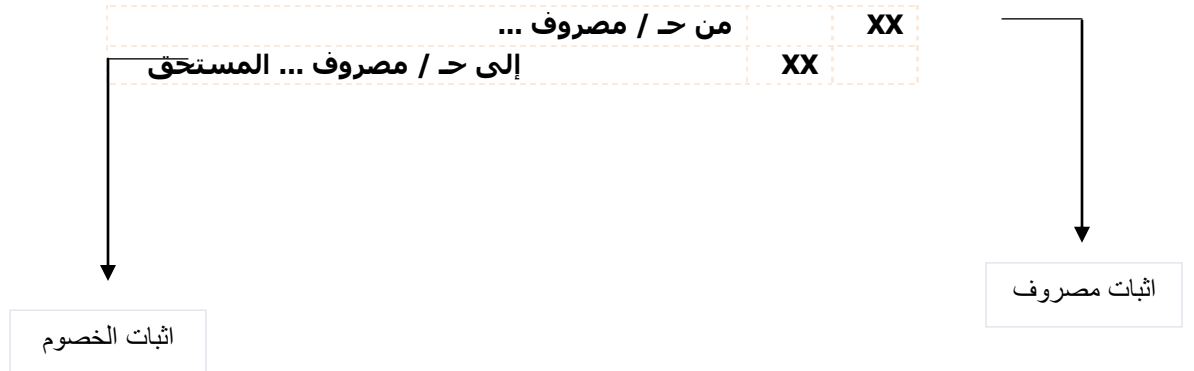 XX من حـ / مصروف ...
XX إلى حـ / مصروف ... المستحق
اثبات مصروف
اثبات الخصوم